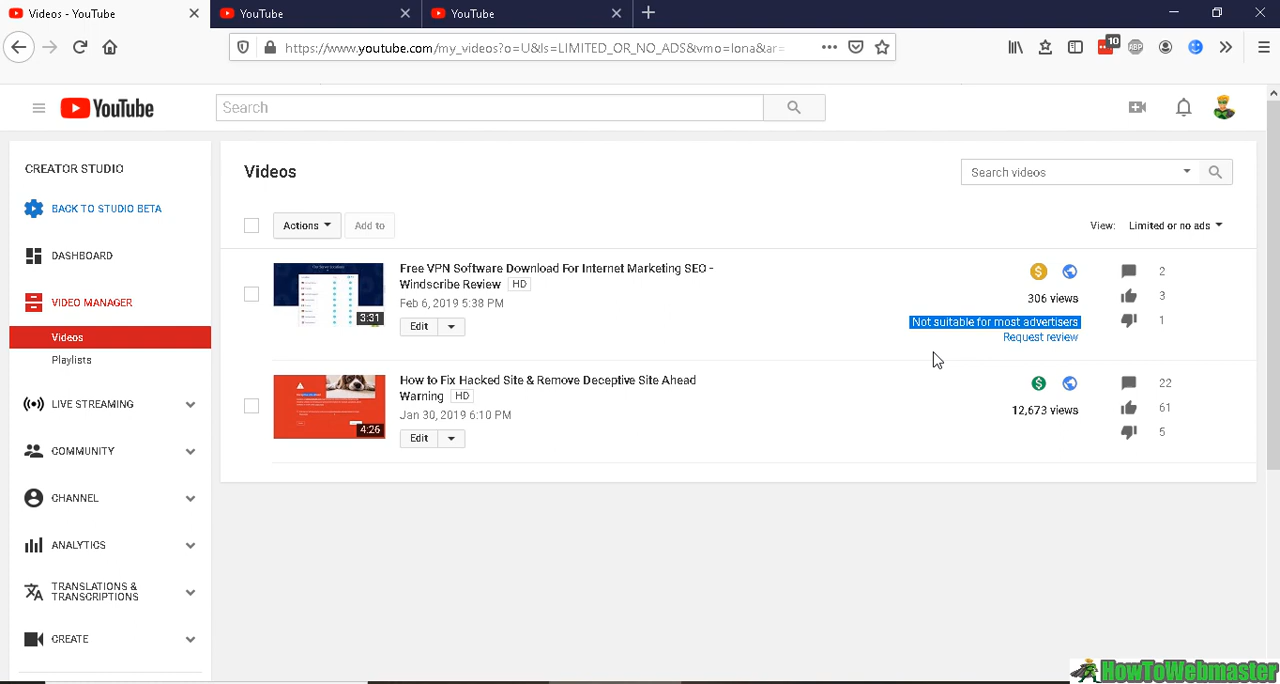 Videos - YouTube
YouTube
YouTube
https://www.youtube.com/my_videos?o=U&ls=LIMITED_OR_NO_ADS&vmo=lona&ar=
10
ABP
YouTube
Search
CREATOR STUDIO
BACK TO STUDIO BETA
DASHBOARD
VIDEO MANAGER
Videos
Playlists
LIVE STREAMING
COMMUNITY
CHANNEL
ANALYTICS
TRANSLATIONS &
TRANSCRIPTIONS
CREATE
Videos
Search videos
Actions
Add to
View: Limited or no ads
3:31
Free VPN Software Download For Internet Marketing SEO -
Windscribe Review HD
Feb 6, 2019 5:38 PM
Edit
306 views
Not suitable for most advertisers
Request review
2
3
1
4:26
How to Fix Hacked Site & Remove Deceptive Site Ahead
Warning HD
Jan 30, 2019 6:10 PM
Edit
12,673 views
22
61
5
HowToWebmaster